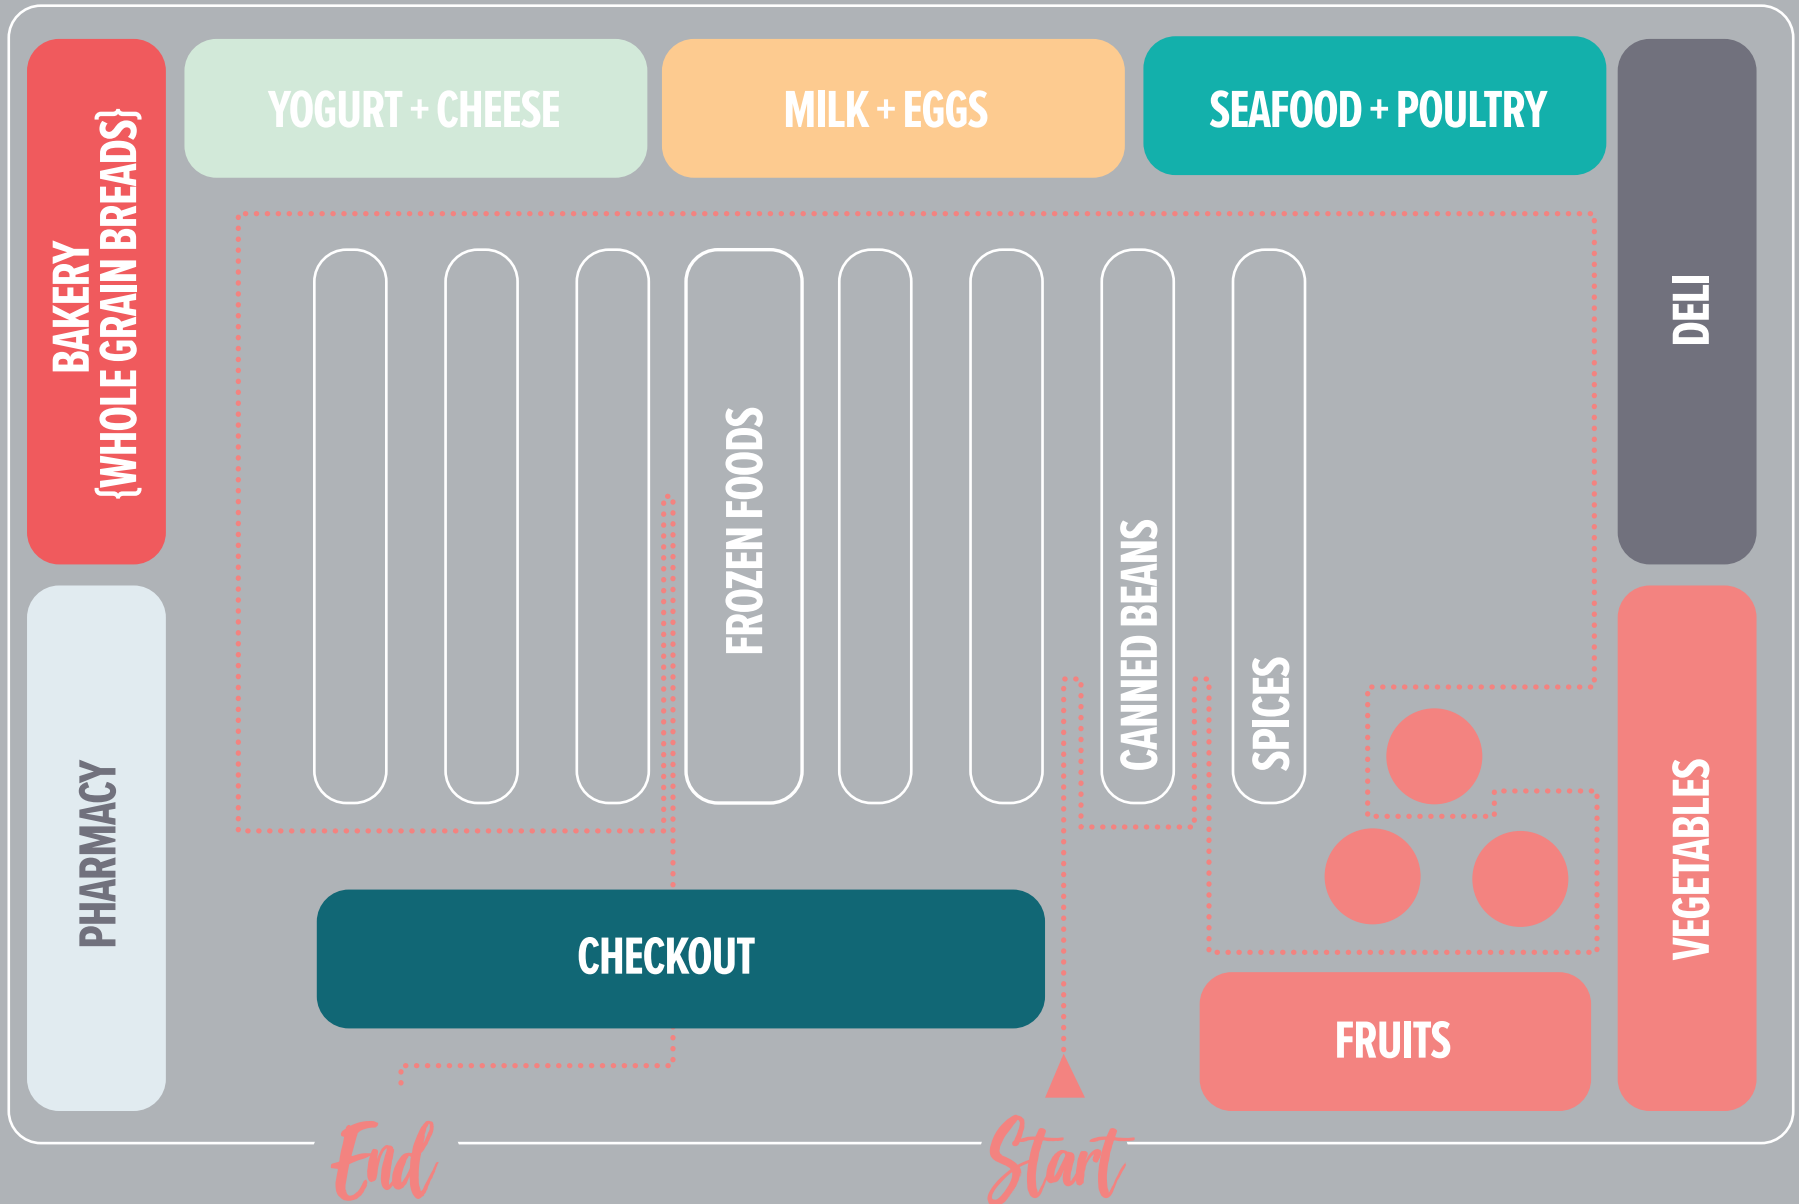 YOGURT + CHEESE
MILK + EGGS
SEAFOOD + POULTRY
BAKERY
{WHOLE GRAIN BREADS}
DELI
FROZEN FOODS
CANNED BEANS
SPICES
PHARMACY
VEGETABLES
CHECKOUT
FRUITS
End
Start